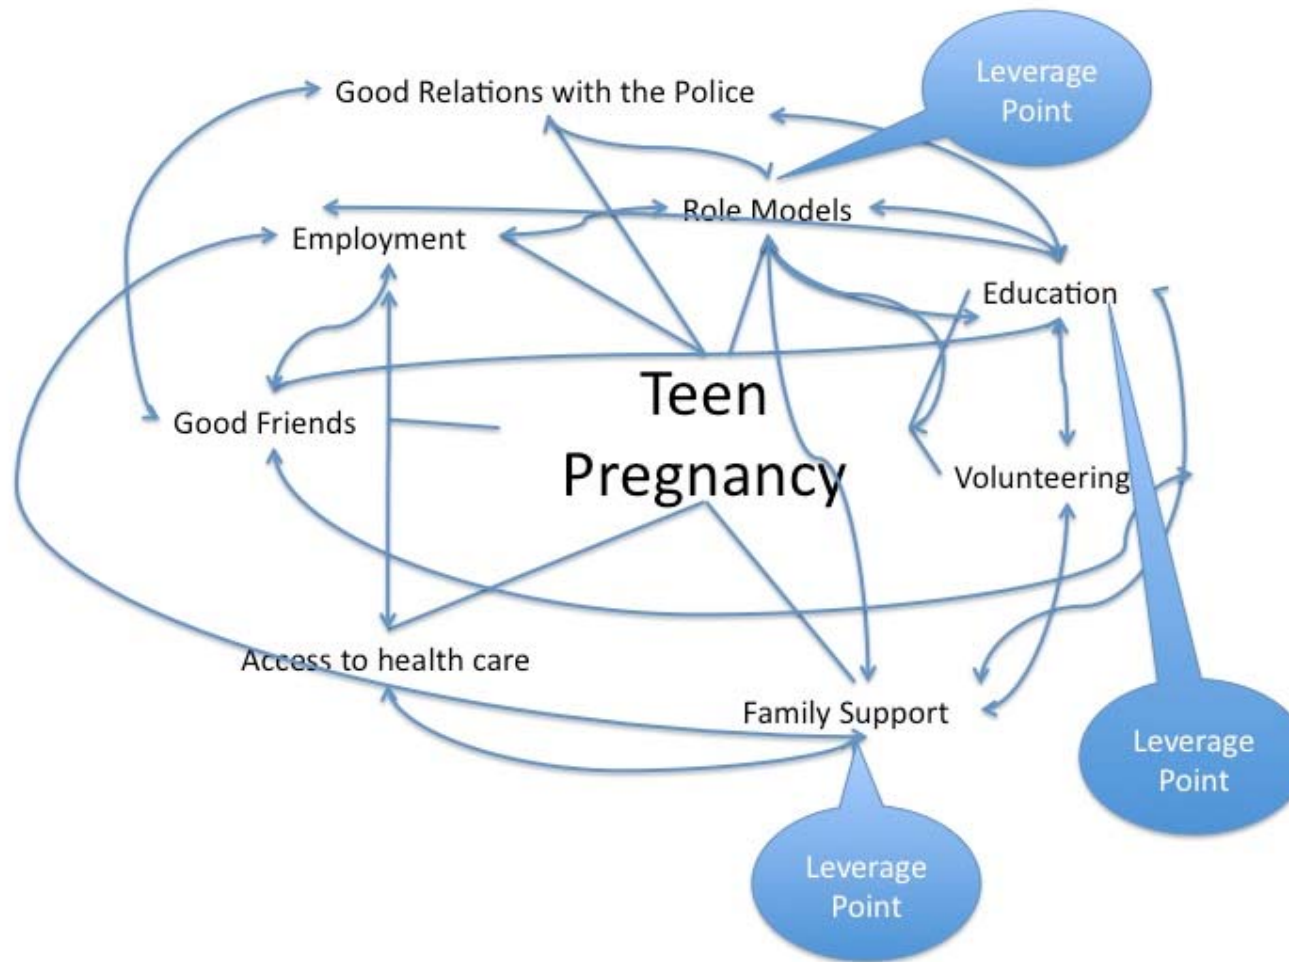 Leverage
Point
Good Relations with the Police
Role Models
Employment
Education
Teen
Pregnancy
Good Friends
Volunteering
Access to health care
Family Support
Leverage
Point
Leverage
Point